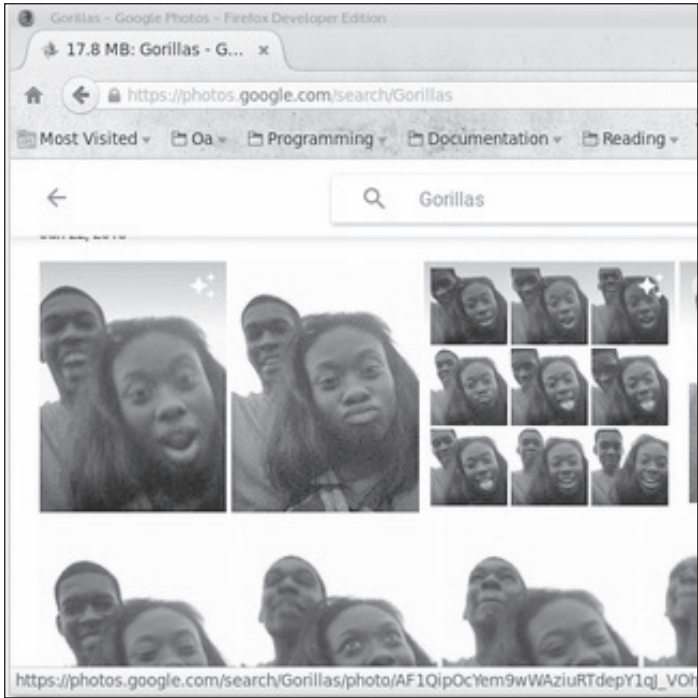 Gorillas - Google Photos - Firefox Developer Edition
17.8 MB: Gorillas - G... ×
https://photos.google.com/search/Gorillas
Most Visited Oa Programming Documentation Reading
Gorillas
https://photos.google.com/search/Gorillas/photo/